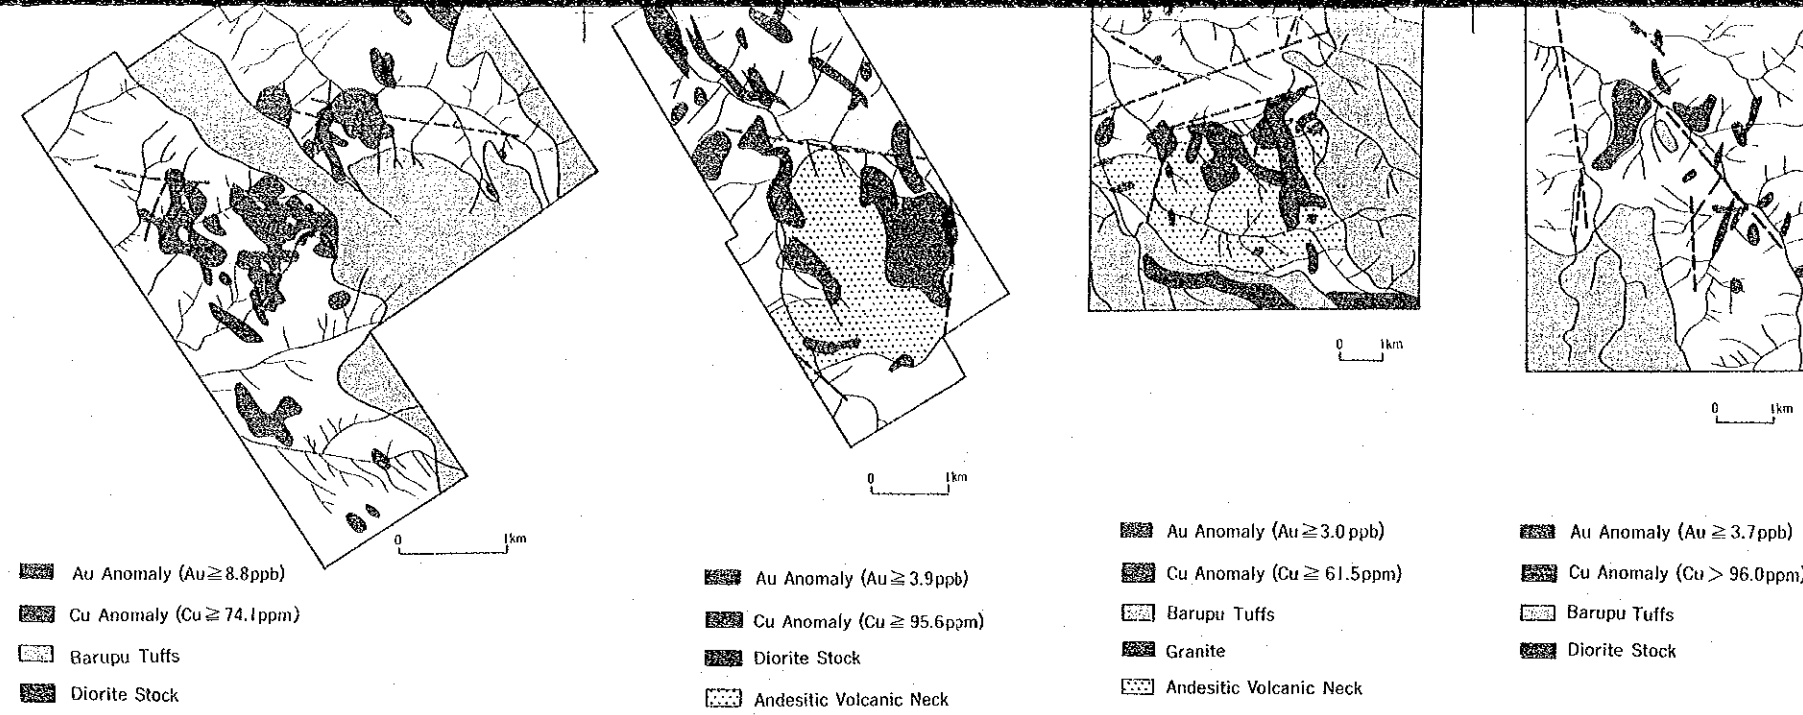 0 1km
Au Anomaly (Au≧8.8ppb)
Cu Anomaly (Cu≧74.1ppm)
Barupu Tuffs
Diorite Stock
0 1km
Au Anomaly (Au≧3.9ppb)
Cu Anomaly (Cu≧95.6ppm)
Diorite Stock
Andesitic Volcanic Neck
0 1km
Au Anomaly (Au≧3.0ppb)
Cu Anomaly (Cu≧61.5ppm)
Barupu Tuffs
Granite
Andesitic Volcanic Neck
0 1km
Au Anomaly (Au≧3.7ppb)
Cu Anomaly (Cu>96.0ppm)
Barupu Tuffs
Diorite Stock